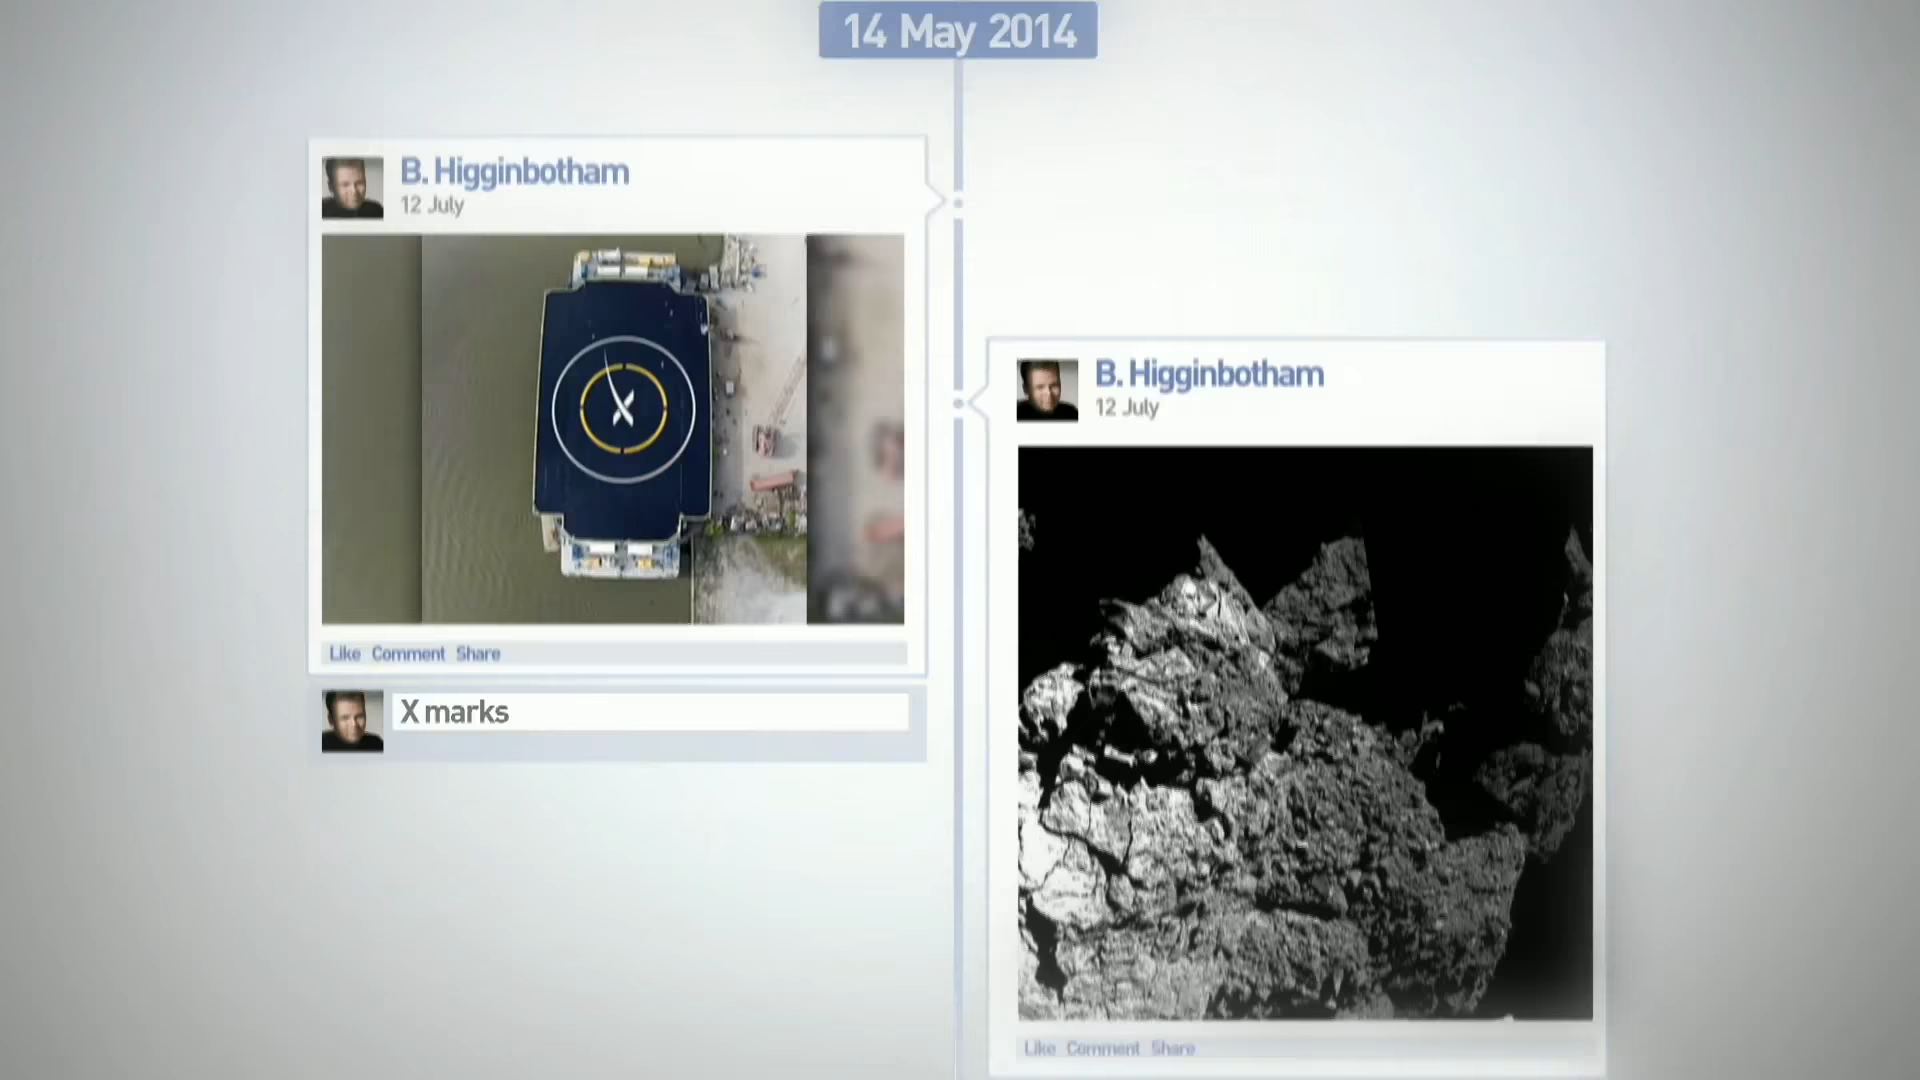 14 May 2014
B. Higginbotham
12 July
X
Like Comment Share
X marks
B. Higginbotham
12 July
Like Comment Share